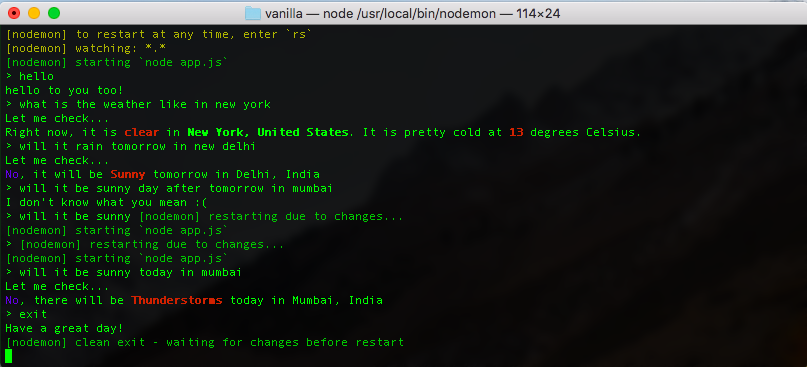 vanilla — node /usr/local/bin/nodemon — 114×24
[nodemon] to restart at any time, enter `rs`
[nodemon] watching: *.*
[nodemon] starting `node app.js`
> hello
hello to you too!
> what is the weather like in new york
Let me check...
Right now, it is clear in New York, United States. It is pretty cold at 13 degrees Celsius.
> will it rain tomorrow in new delhi
Let me check...
No, it will be Sunny tomorrow in Delhi, India
> will it be sunny day after tomorrow in mumbai
I don't know what you mean :(
> will it be sunny [nodemon] restarting due to changes...
[nodemon] starting `node app.js`
> [nodemon] restarting due to changes...
[nodemon] starting `node app.js`
> will it be sunny today in mumbai
Let me check...
No, there will be Thunderstorms today in Mumbai, India
> exit
Have a great day!
[nodemon] clean exit - waiting for changes before restart